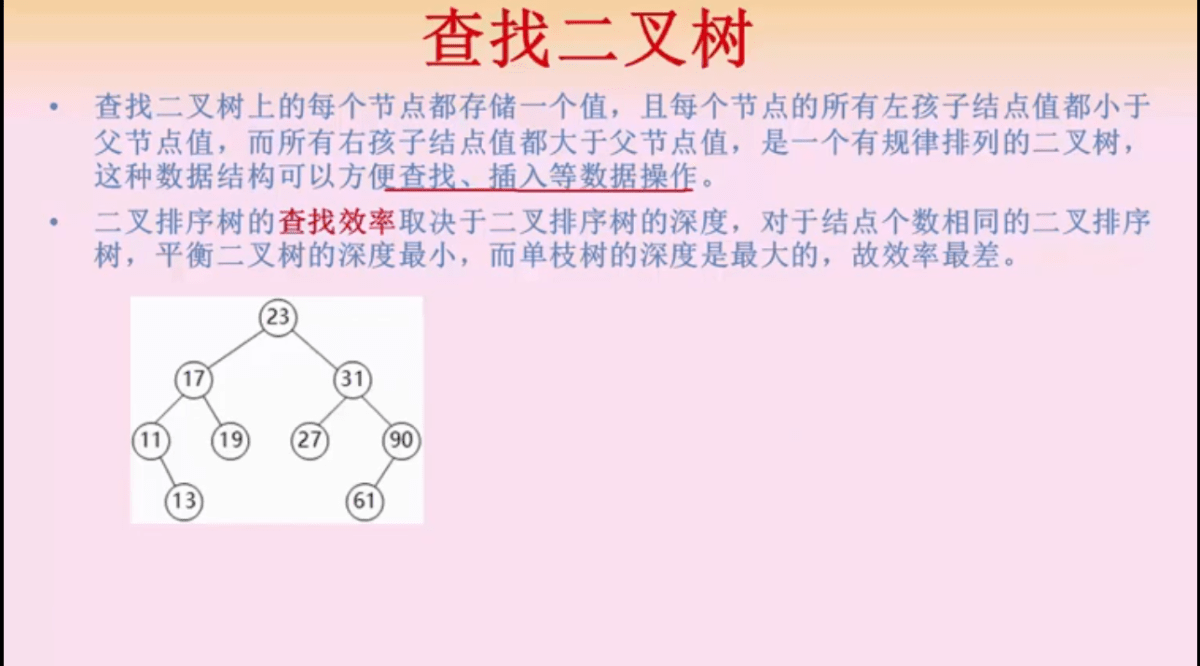 查找二叉树
• 查找二叉树上的每个节点都存储一个值，且每个节点的所有左孩子结点值都小于
父节点值，而所有右孩子结点值都大于父节点值，是一个有规律排列的二叉树，
这种数据结构可以方便查找、插入等数据操作。
• 二叉排序树的查找效率取决于二叉排序树的深度，对于结点个数相同的二叉排序
树，平衡二叉树的深度最小，而单枝树的深度是最大的，故效率最差。
23
17 31
11 19 27 90
13 61